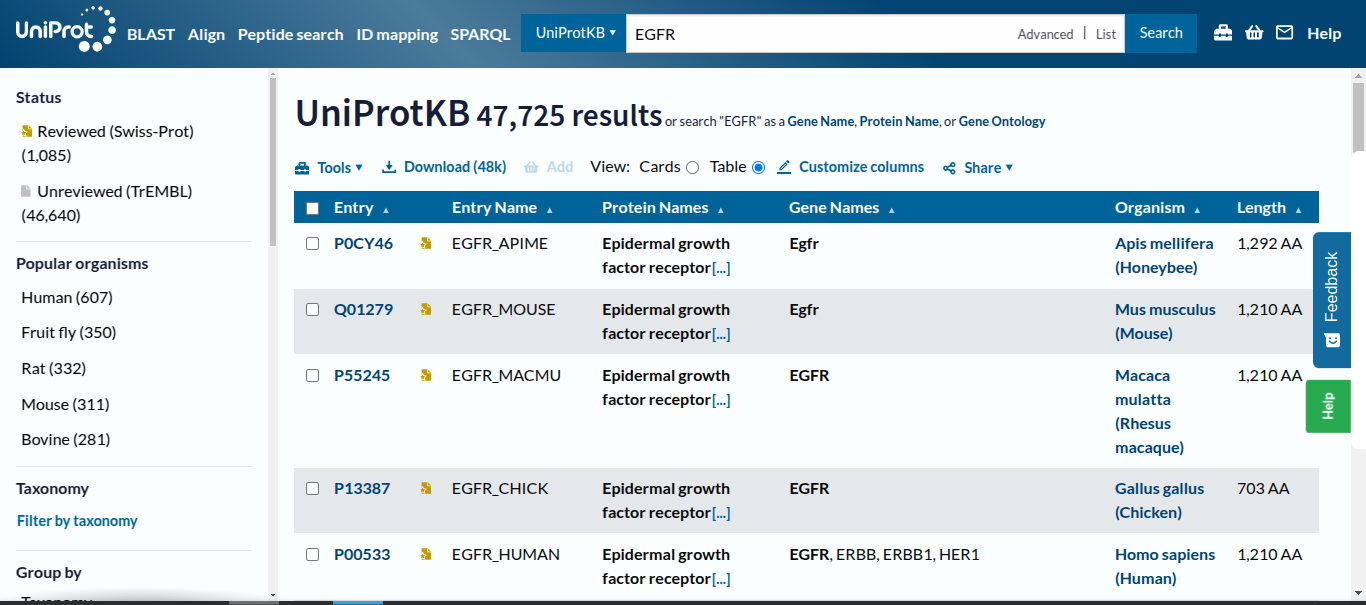 UniProt BLAST Align Peptide search ID mapping SPARQL UniProtKB ▾ EGFR Advanced | List Search Help
Status
Reviewed (Swiss-Prot)
(1,085)
Unreviewed (TrEMBL)
(46,640)
Popular organisms
Human (607)
Fruit fly (350)
Rat (332)
Mouse (311)
Bovine (281)
Taxonomy
Filter by taxonomy
Group by
Taxonomy
UniProtKB 47,725 results or search "EGFR" as a Gene Name, Protein Name, or Gene Ontology
Tools ▾ Download (48k) Add View: Cards Table Customize columns Share ▾
Entry ▲ Entry Name ▲ Protein Names ▲ Gene Names ▲ Organism ▲ Length ▲
P0CY46 EGFR_APIME Epidermal growth Egfr Apis mellifera 1,292 AA
factor receptor[...] (Honeybee)
Q01279 EGFR_MOUSE Epidermal growth Egfr Mus musculus 1,210 AA
factor receptor[...] (Mouse)
P55245 EGFR_MACMU Epidermal growth EGFR Macaca 1,210 AA
factor receptor[...] mulatta
(Rhesus
macaque)
P13387 EGFR_CHICK Epidermal growth EGFR Gallus gallus 703 AA
factor receptor[...] (Chicken)
P00533 EGFR_HUMAN Epidermal growth EGFR, ERBB, ERBB1, HER1 Homo sapiens 1,210 AA
factor receptor[...] (Human)
Feedback
Help